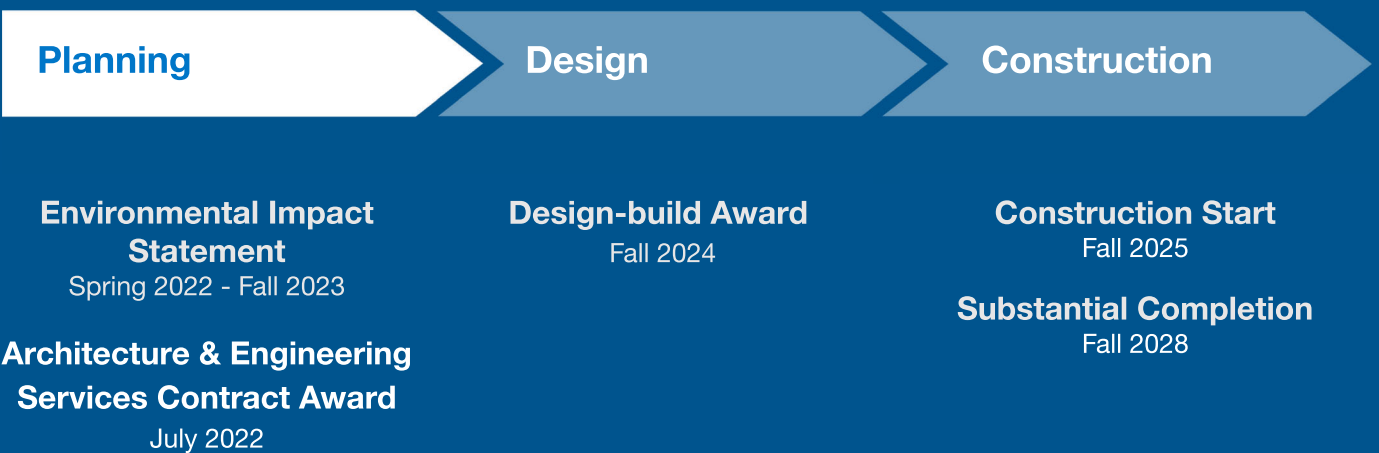 Planning
Design
Construction
Environmental Impact
Statement
Spring 2022 - Fall 2023
Architecture & Engineering
Services Contract Award
July 2022
Design-build Award
Fall 2024
Construction Start
Fall 2025
Substantial Completion
Fall 2028